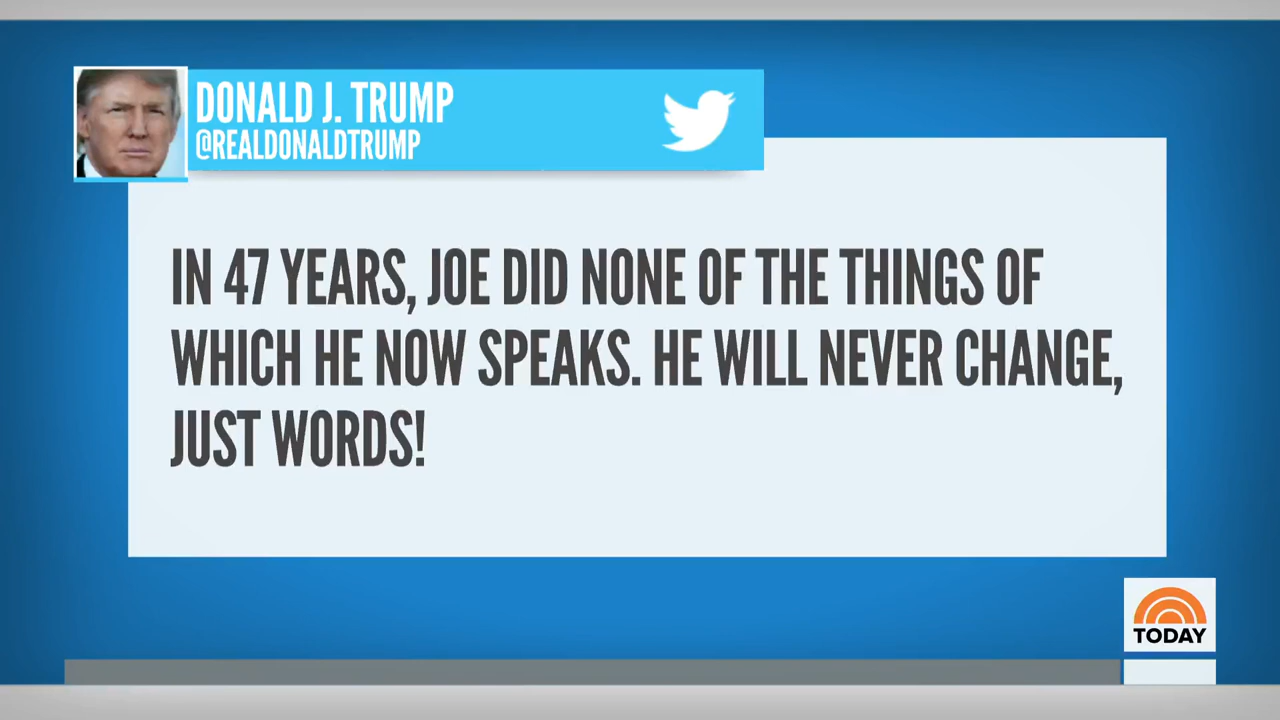 DONALD J. TRUMP
@REALDONALDTRUMP
IN 47 YEARS, JOE DID NONE OF THE THINGS OF
WHICH HE NOW SPEAKS. HE WILL NEVER CHANGE,
JUST WORDS!
TODAY